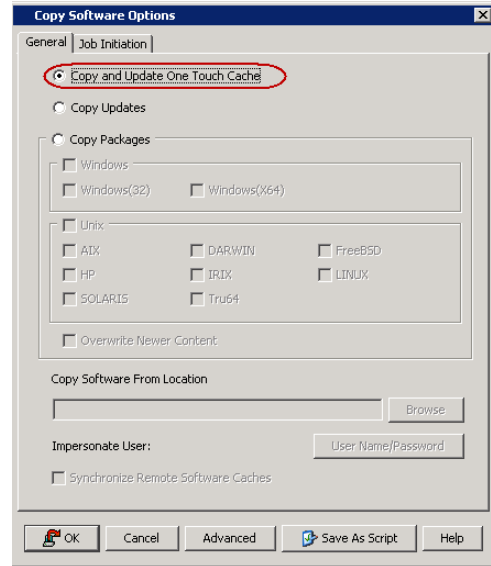 Copy Software Options
General Job Initiation
Copy and Update One Touch Cache
Copy Updates
Copy Packages
Windows
Windows(32) Windows(X64)
Unix
AIX DARWIN FreeBSD
HP IRIX LINUX
SOLARIS Tru64
Overwrite Newer Content
Copy Software From Location
Browse
Impersonate User: User Name/Password
Synchronize Remote Software Caches
OK Cancel Advanced Save As Script Help